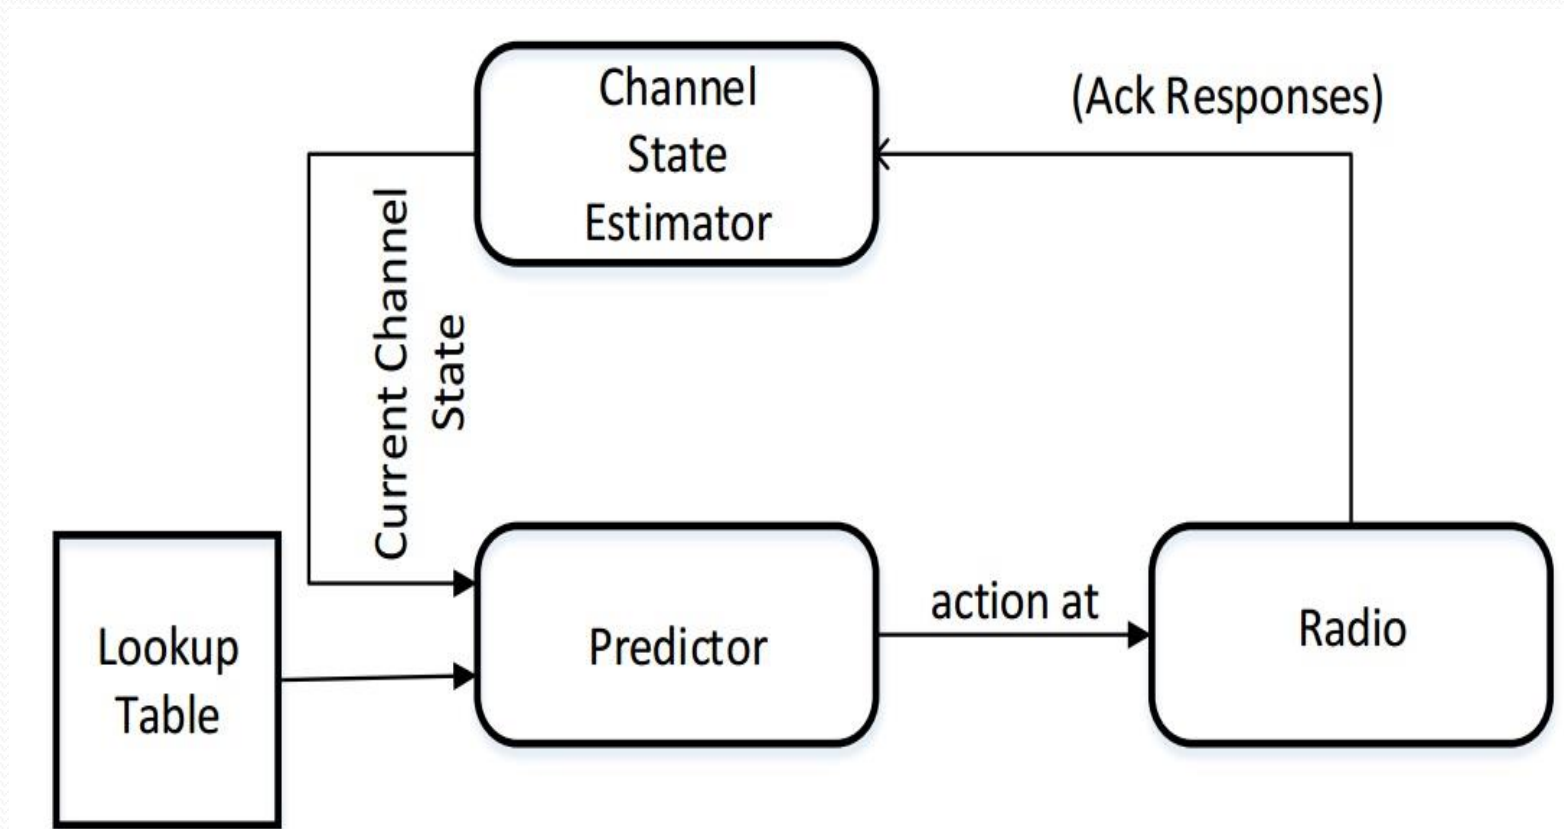 Channel
State
Estimator
(Ack Responses)
Current Channel
State
Lookup
Table
Predictor
action at
Radio